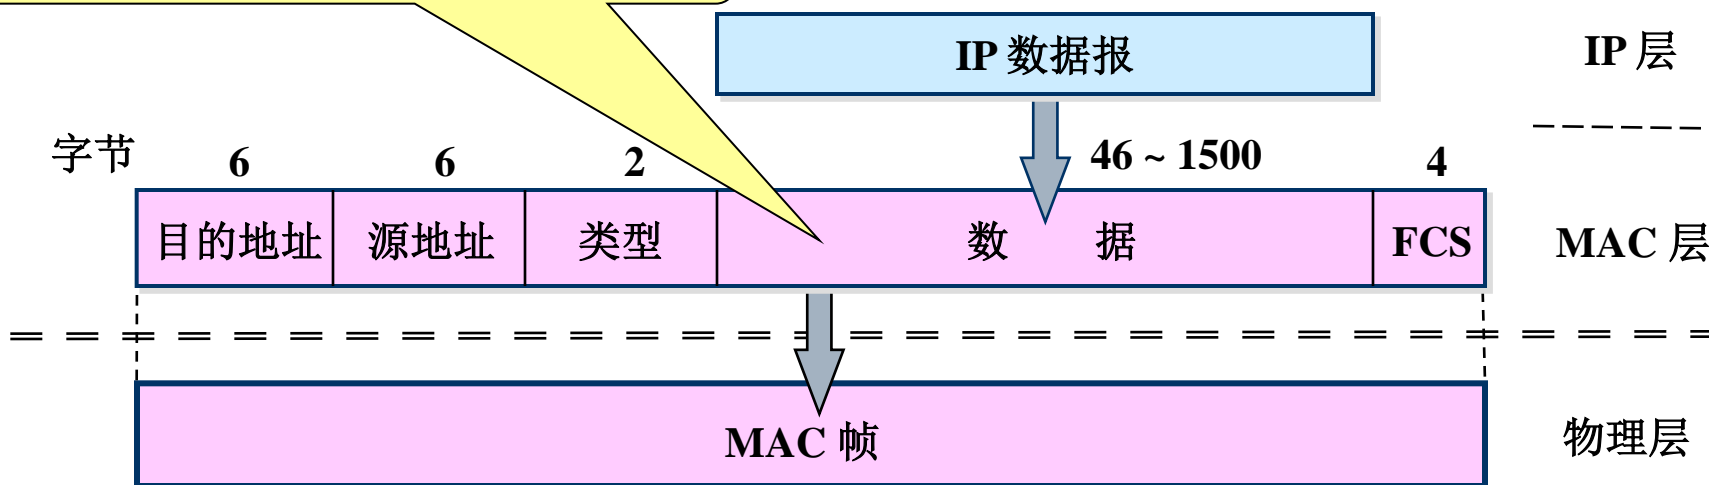 IP 数据报
IP 层
字节 6 6 2 46 ~ 1500 4
目的地址 源地址 类型 数 据 FCS MAC 层
MAC 帧
物理层